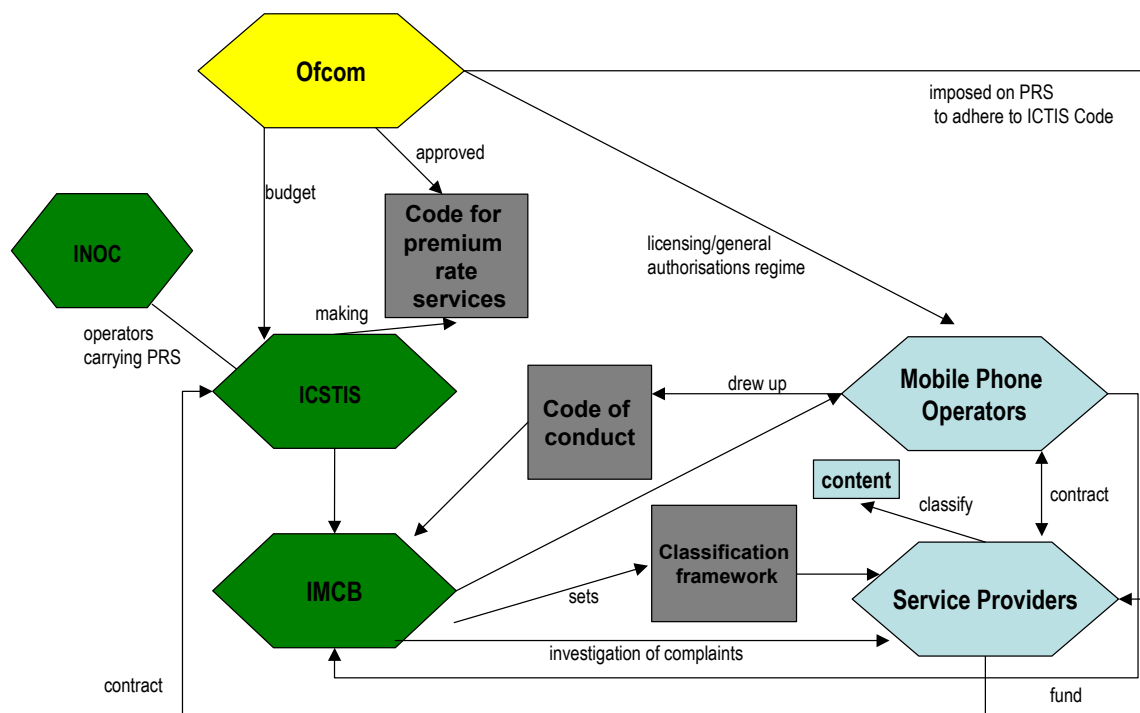 Ofcom
imposed on PRS
to adhere to ICTIS Code
approved
budget
Code for
premium
rate
services
INOC
licensing/general
authorisations regime
making
operators
carrying PRS
ICSTIS
drew up
Mobile Phone
Operators
Code of
conduct
content
contract
classify
Classification
framework
IMCB
sets
Service Providers
investigation of complaints
contract
fund